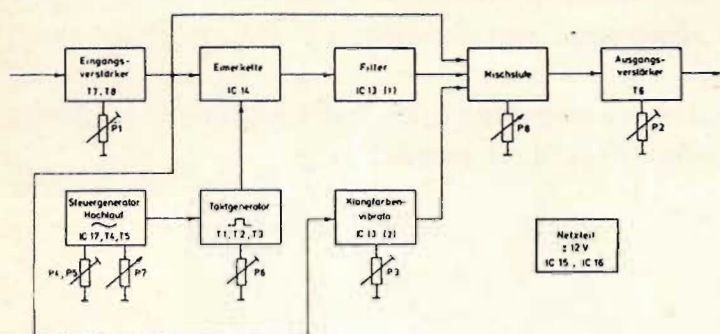 Eingangs-
verstärker
T7, T8
P1
Eimerkette
IC 14
Filter
IC 13 (1)
Mischstufe
P8
Ausgangs-
verstärker
T6
P2
Steuergenerator
Hochlauf
IC 17, T4, T5
P4, P5
P7
Taktgenerator
T1, T2, T3
P6
Klangfarben-
vibrato
IC 13 (2)
P3
Netzteil
± 12 V
IC 15 , IC 16